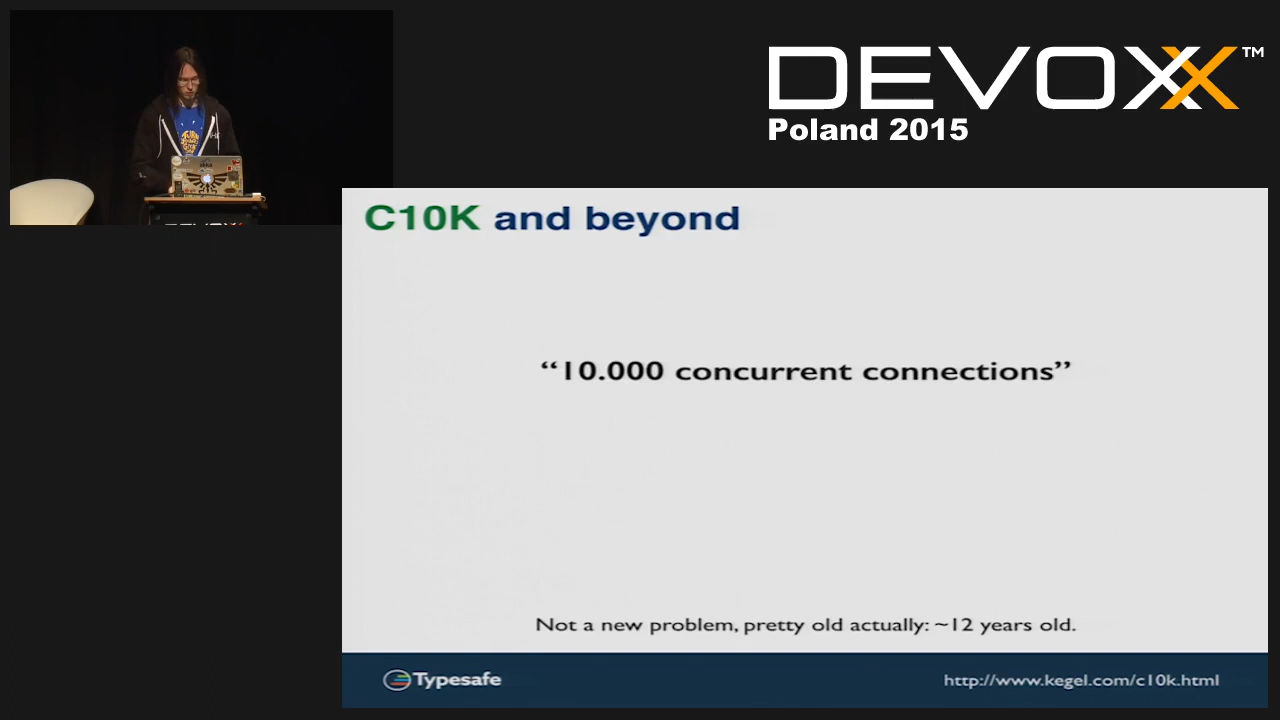 DEVOXX™
Poland 2015
C10K and beyond
“10.000 concurrent connections”
Not a new problem, pretty old actually: ~12 years old.
Typesafe
http://www.kegel.com/c10k.html